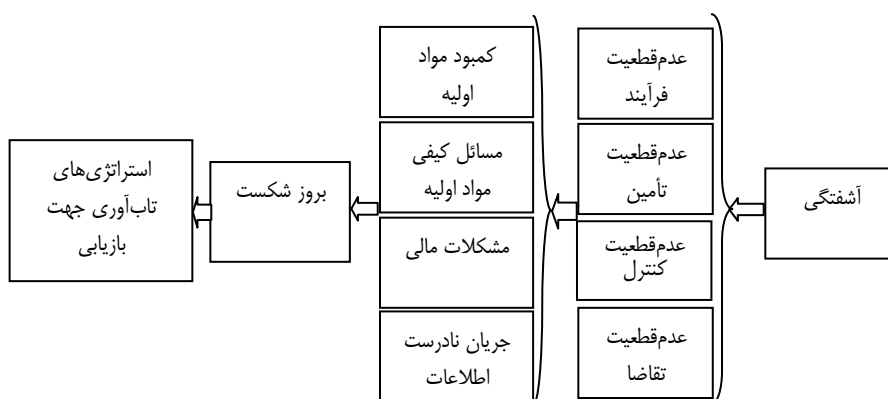 آشفتگی
عدم‌قطعیت
فرآیند
عدم‌قطعیت
تأمین
عدم‌قطعیت
کنترل
عدم‌قطعیت
تقاضا
کمبود مواد
اولیه
مسائل کیفی
مواد اولیه
مشکلات مالی
جریان نادرست
اطلاعات
بروز شکست
استراتژی‌های
تاب‌آوری جهت
بازیابی